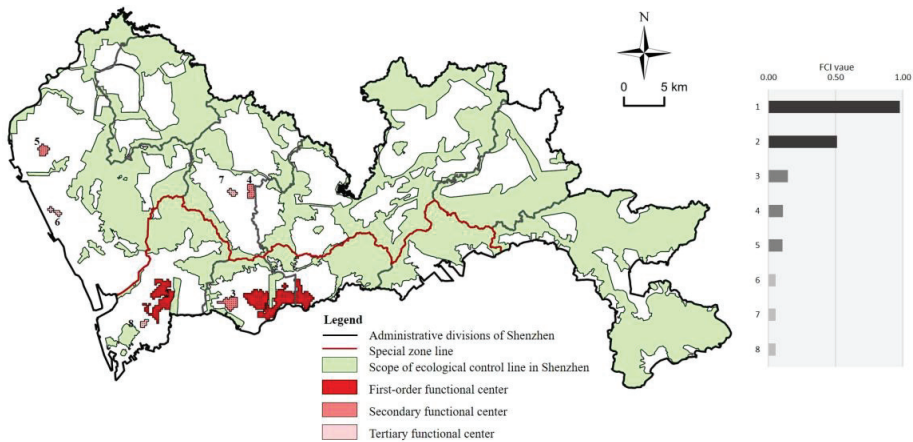 N
0 5 km
FCI vaue
0.00 0.50 1.00
1
2
3
4
5
6
7
8
5
7 4
6
3
8
Legend
Administrative divisions of Shenzhen
Special zone line
Scope of ecological control line in Shenzhen
First-order functional center
Secondary functional center
Tertiary functional center